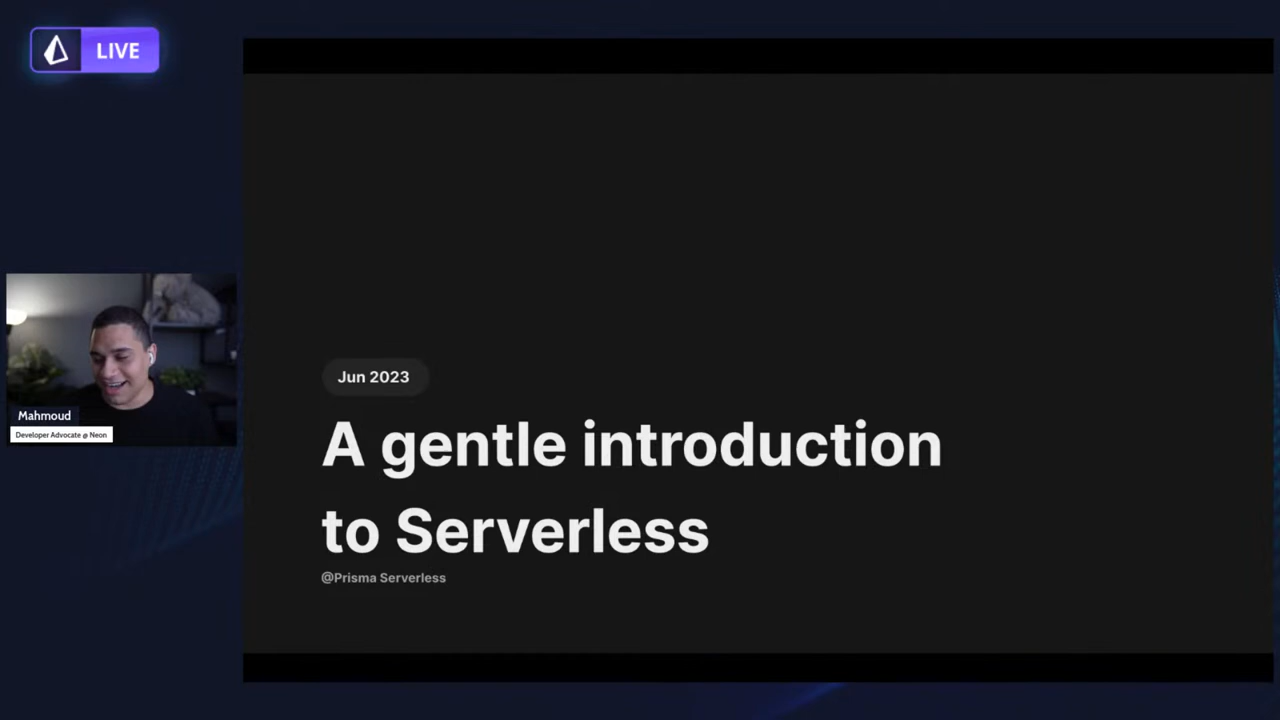 LIVE
Jun 2023
A gentle introduction
to Serverless
@Prisma Serverless
Mahmoud
Developer Advocate @ Neon